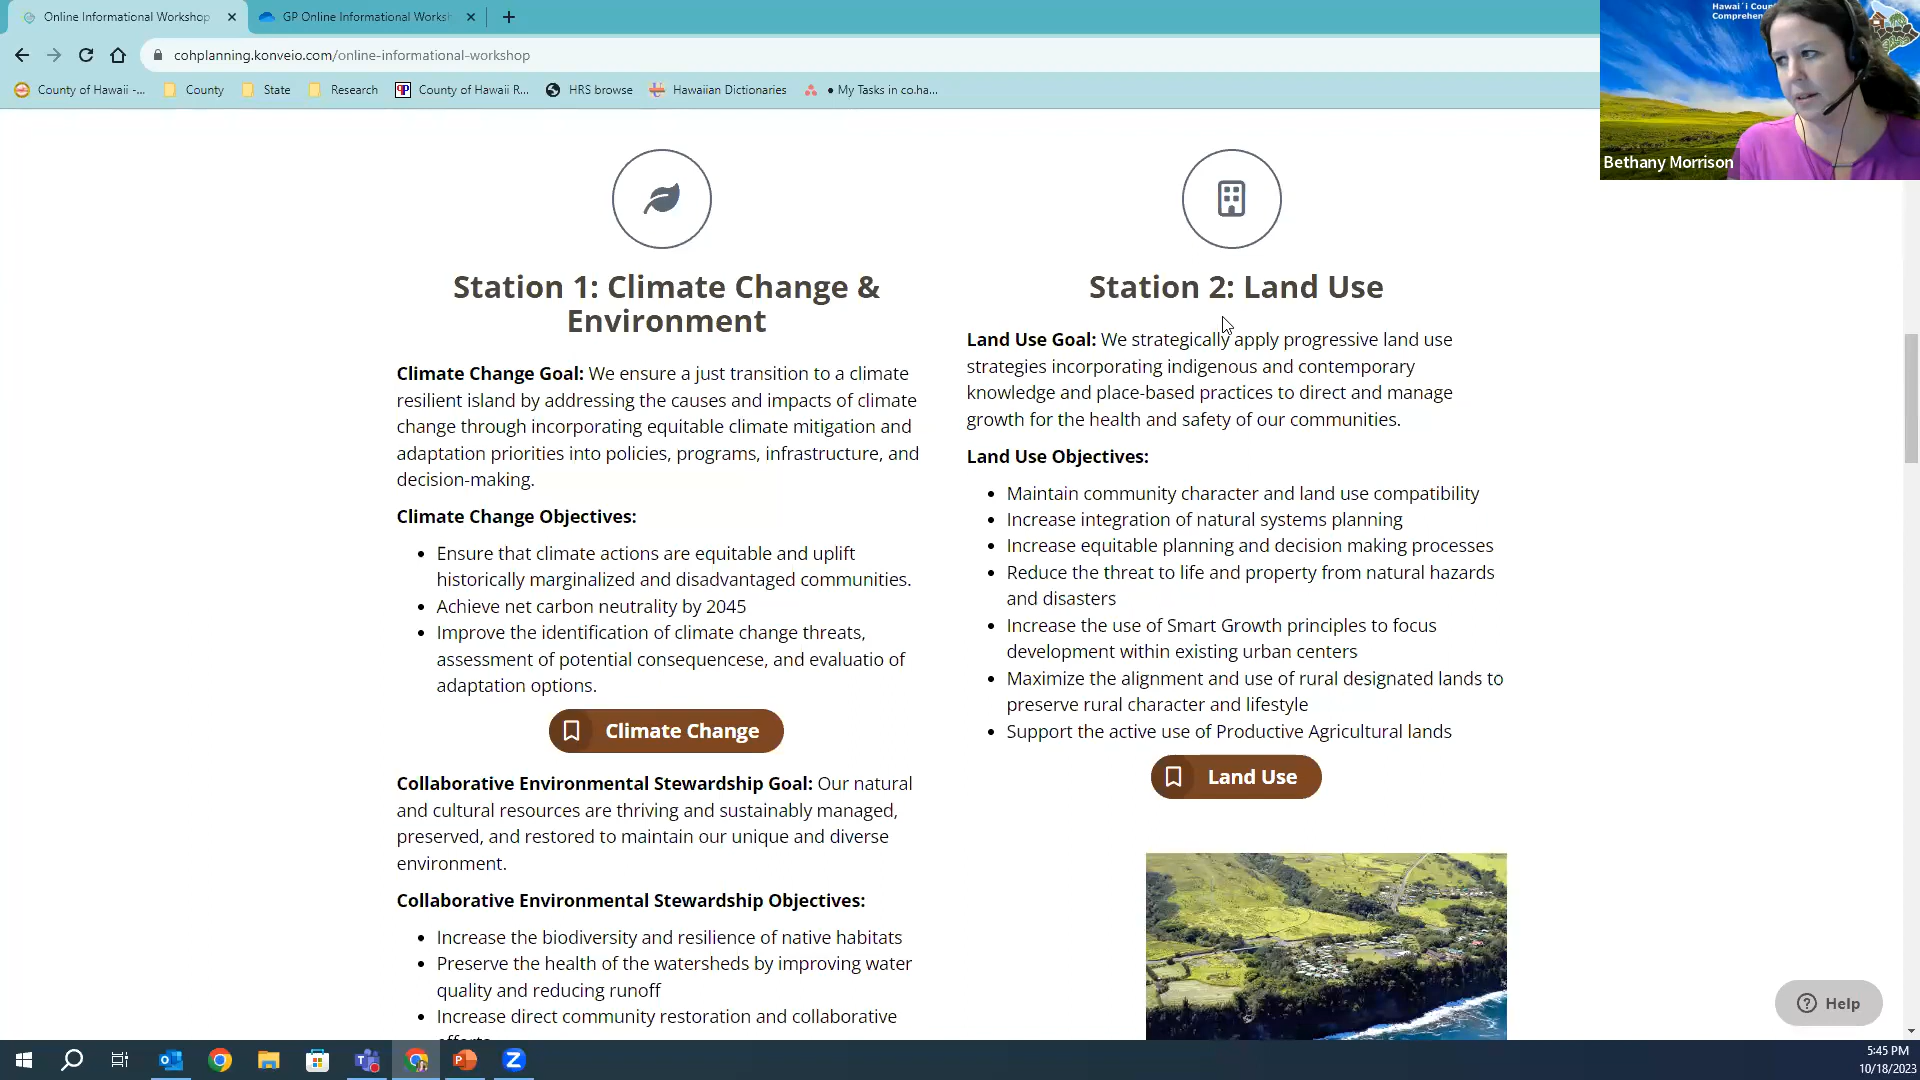 Online Informational Workshop
GP Online Informational Works
cohplanning.konveio.com/online-informational-workshop
County of Hawaii -...
County
State
Research
County of Hawaii R...
HRS browse
Hawaiian Dictionaries
• My Tasks in co.ha...
Hawai`i Coun
Comprehen
Bethany Morrison
Station 1: Climate Change &
Environment
Climate Change Goal: We ensure a just transition to a climate
resilient island by addressing the causes and impacts of climate
change through incorporating equitable climate mitigation and
adaptation priorities into policies, programs, infrastructure, and
decision-making.
Climate Change Objectives:
• Ensure that climate actions are equitable and uplift
historically marginalized and disadvantaged communities.
• Achieve net carbon neutrality by 2045
• Improve the identification of climate change threats,
assessment of potential consequencese, and evaluatio of
adaptation options.
Climate Change
Collaborative Environmental Stewardship Goal: Our natural
and cultural resources are thriving and sustainably managed,
preserved, and restored to maintain our unique and diverse
environment.
Collaborative Environmental Stewardship Objectives:
• Increase the biodiversity and resilience of native habitats
• Preserve the health of the watersheds by improving water
quality and reducing runoff
• Increase direct community restoration and collaborative
efforts
Station 2: Land Use
Land Use Goal: We strategically apply progressive land use
strategies incorporating indigenous and contemporary
knowledge and place-based practices to direct and manage
growth for the health and safety of our communities.
Land Use Objectives:
• Maintain community character and land use compatibility
• Increase integration of natural systems planning
• Increase equitable planning and decision making processes
• Reduce the threat to life and property from natural hazards
and disasters
• Increase the use of Smart Growth principles to focus
development within existing urban centers
• Maximize the alignment and use of rural designated lands to
preserve rural character and lifestyle
• Support the active use of Productive Agricultural lands
Land Use
Help
5:45 PM
10/18/2023